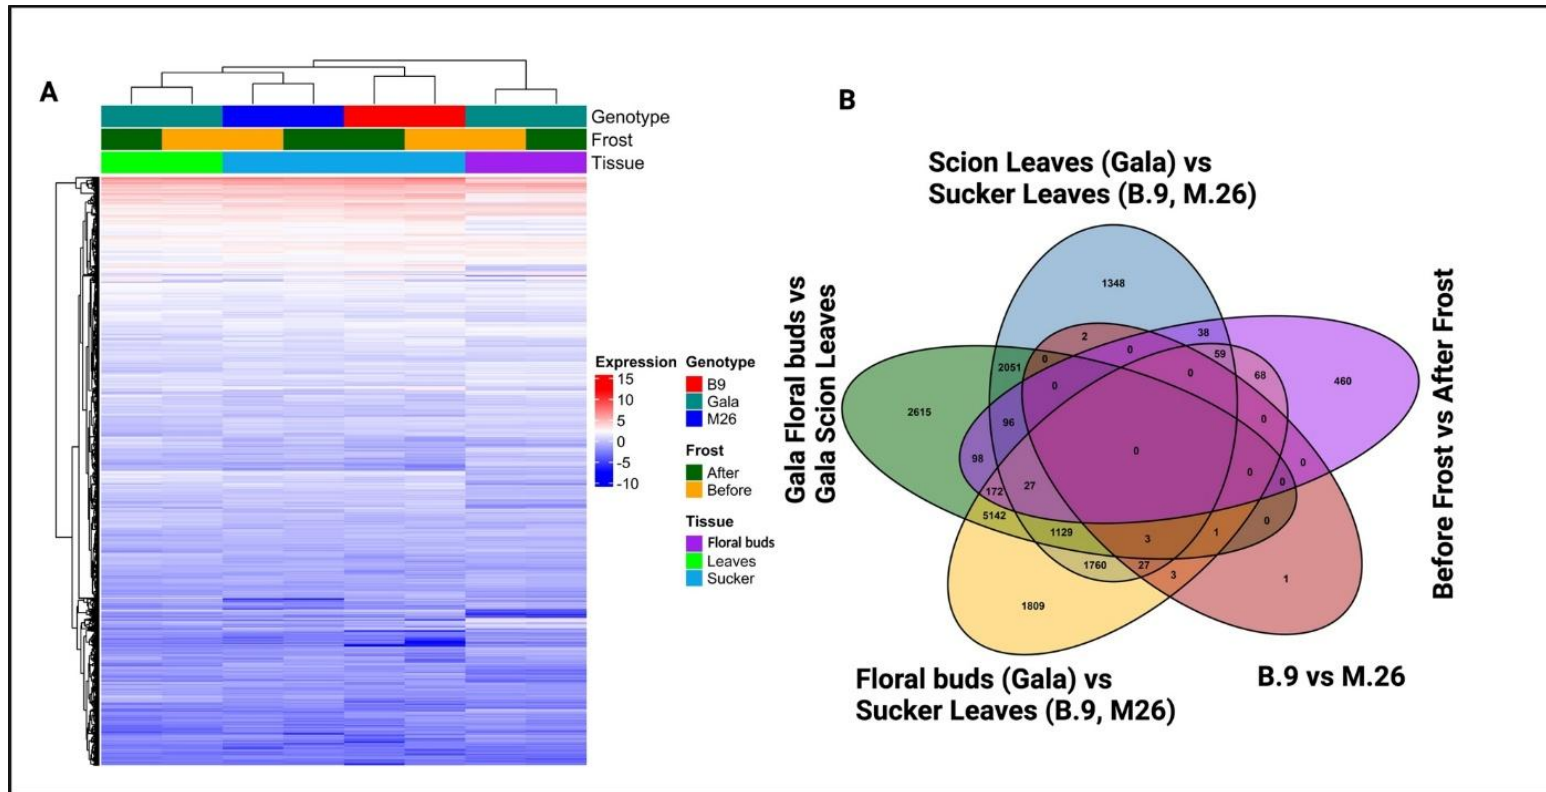 A
Genotype
Frost
Tissue
Expression
15
10
5
0
-5
-10
Genotype
B9
Gala
M26
Frost
After
Before
Tissue
Floral buds
Leaves
Sucker
B
Scion Leaves (Gala) vs
Sucker Leaves (B.9, M.26)
Gala Floral buds vs
Gala Scion Leaves
Before Frost vs After Frost
1348
2
0
38
59
68
460
2051
0
0
0
2615
96
0
98
0
0
0
0
172
27
5142
1129
3
1
0
1760
27
3
1
1809
Floral buds (Gala) vs
Sucker Leaves (B.9, M26)
B.9 vs M.26